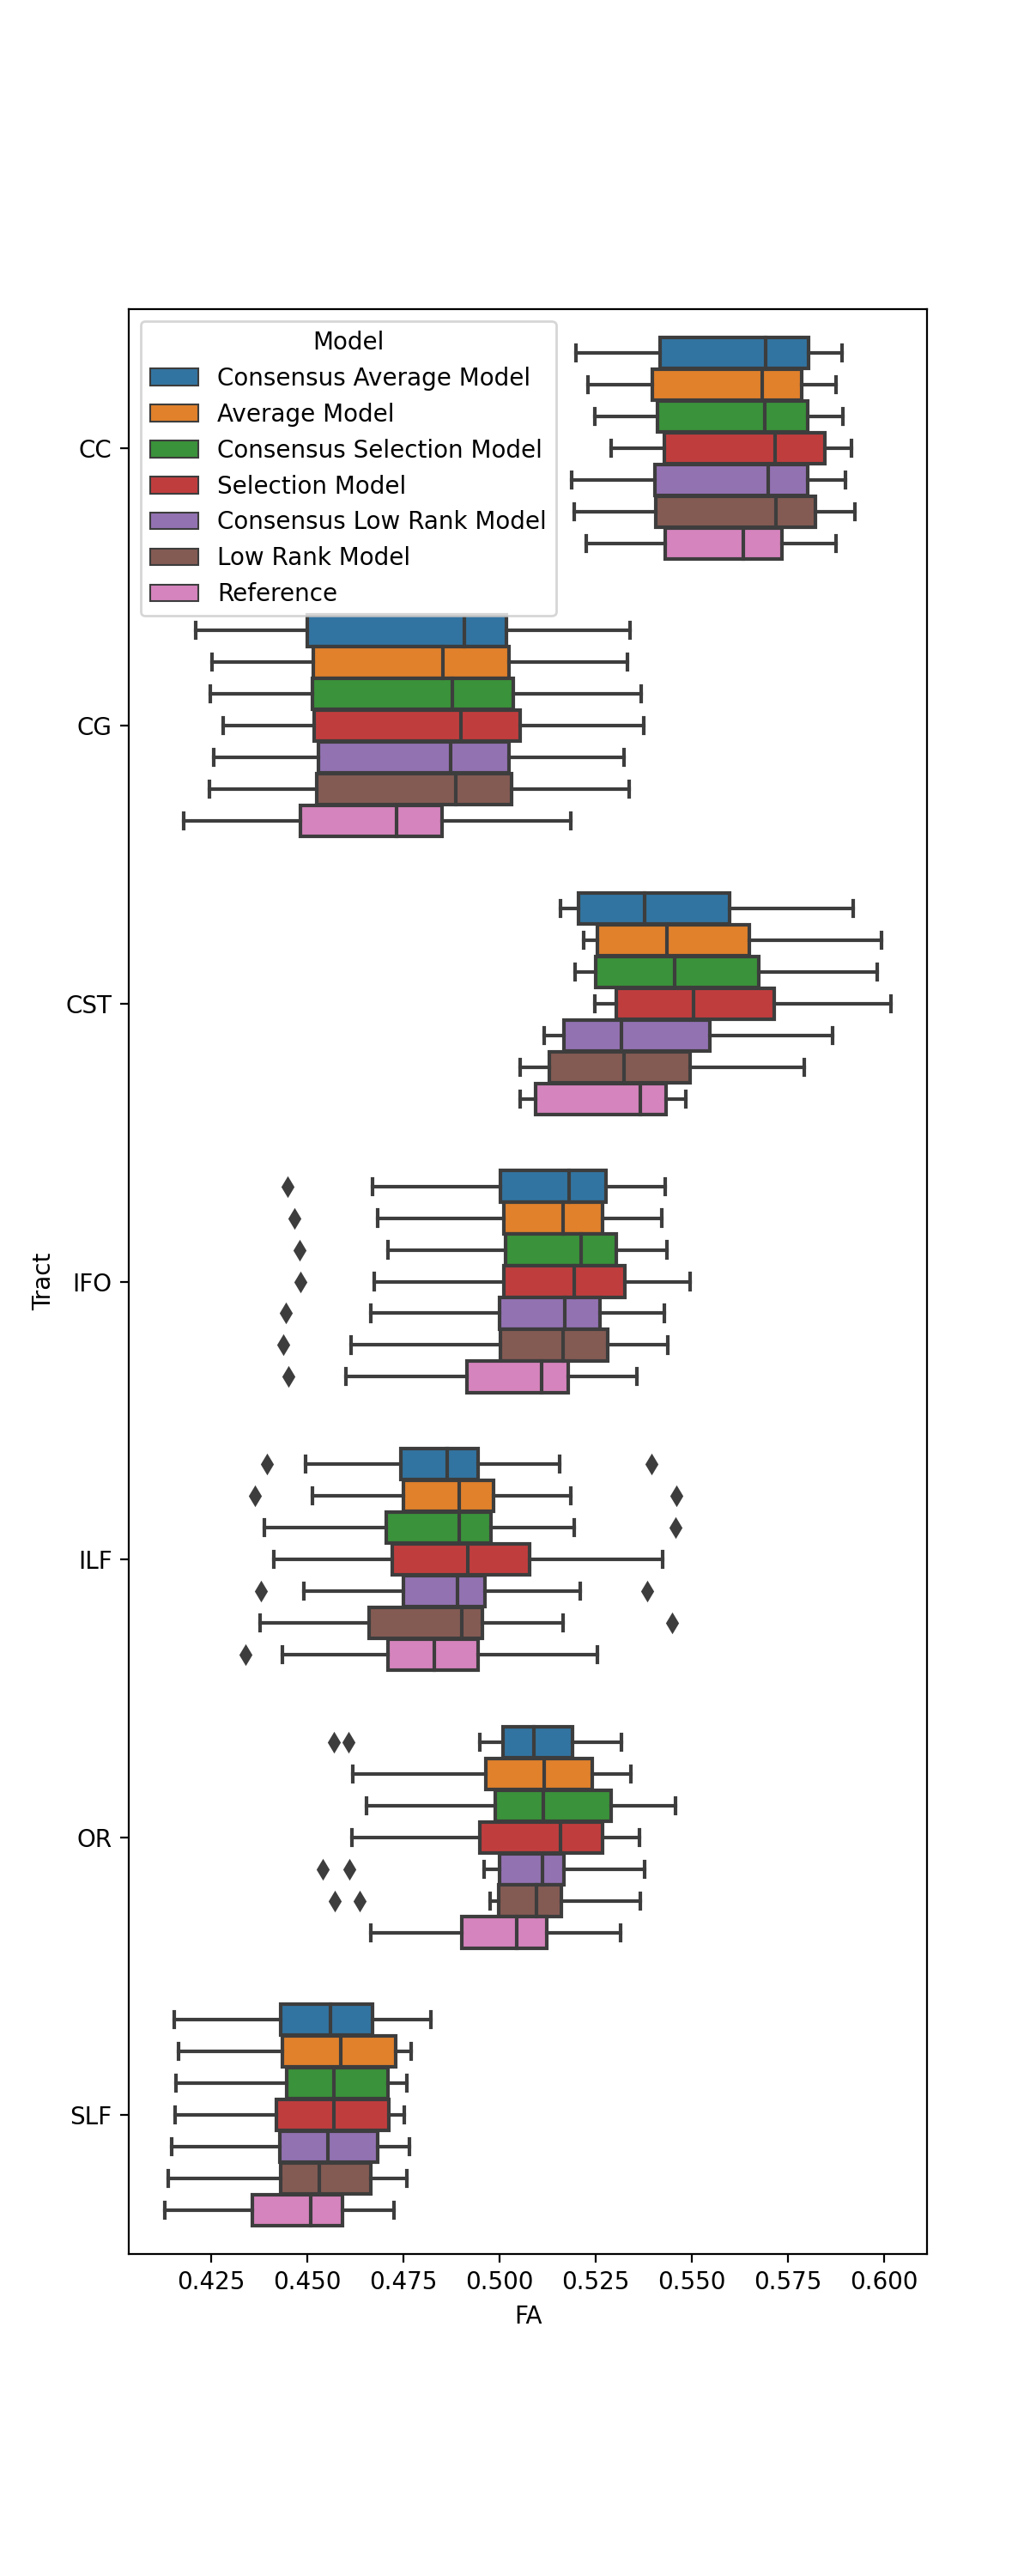 Model
Consensus Average Model
Average Model
Consensus Selection Model
Selection Model
Consensus Low Rank Model
Low Rank Model
Reference
CC
CG
CST
IFO
ILF
OR
SLF
Tract
0.425 0.450 0.475 0.500 0.525 0.550 0.575 0.600
FA